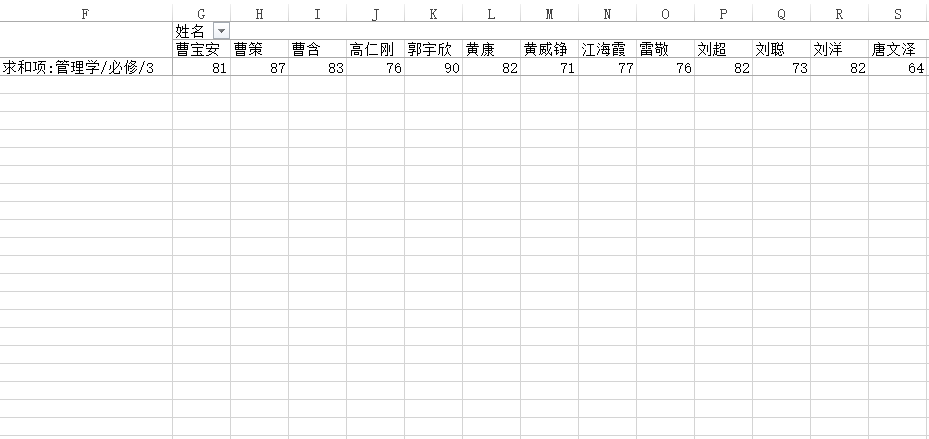 F G H I J K L M N O P Q R S
姓名
曹宝安 曹策 曹含 高仁刚 郭宇欣 黄康 黄威铮 江海霞 雷敬 刘超 刘聪 刘洋 唐文泽
求和项:管理学/必修/3 81 87 83 76 90 82 71 77 76 82 73 82 64